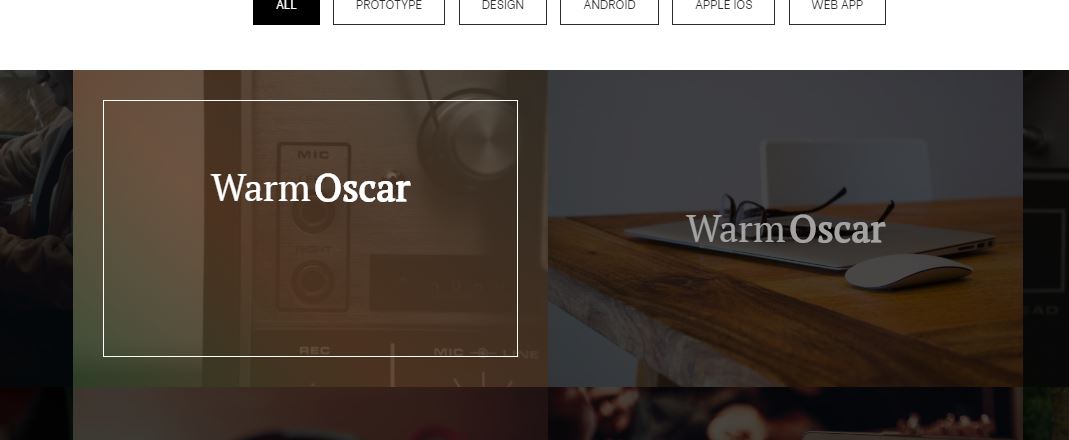 ALL PROTOTYPE DESIGN ANDROID APPLE IOS WEB APP
MIC
Warm Oscar
Warm Oscar
RIGHT
REC MIC LINE